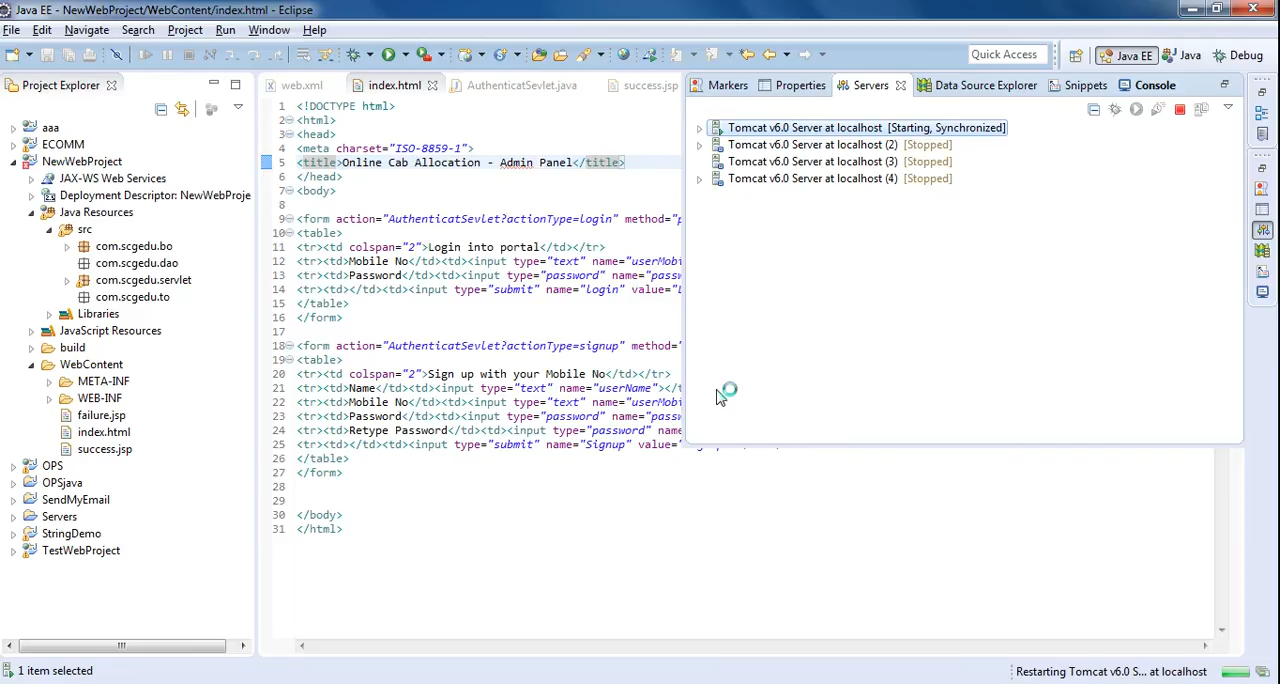 Java EE - NewWebProject/WebContent/index.html - Eclipse
File Edit Navigate Search Project Run Window Help
Quick Access
Java EE
Java
Debug
Project Explorer
aaa
ECOMM
NewWebProject
JAX-WS Web Services
Deployment Descriptor: NewWebProje
Java Resources
src
com.scgedu.bo
com.scgedu.dao
com.scgedu.servlet
com.scgedu.to
Libraries
JavaScript Resources
build
WebContent
META-INF
WEB-INF
failure.jsp
index.html
success.jsp
OPS
OPSjava
SendMyEmail
Servers
StringDemo
TestWebProject
web.xml index.html AuthenticatSevlet.java success.jsp
1 <!DOCTYPE html>
2 <html>
3 <head>
4 <meta charset="ISO-8859-1">
5 <title>Online Cab Allocation - Admin Panel</title>
6 </head>
7 <body>
8
9 <form action="AuthenticatSevlet?actionType=login" method="p
10 <table>
11 <tr><td colspan="2">Login into portal</td></tr>
12 <tr><td>Mobile No</td><td><input type="text" name="userMobi
13 <tr><td>Password</td><td><input type="password" name="passw
14 <tr><td></td><td><input type="submit" name="login" value="L
15 </table>
16 </form>
17
18 <form action="AuthenticatSevlet?actionType=signup" method="
19 <table>
20 <tr><td colspan="2">Sign up with your Mobile No</td></tr>
21 <tr><td>Name</td><td><input type="text" name="userName"></t
22 <tr><td>Mobile No</td><td><input type="text" name="userMobi
23 <tr><td>Password</td><td><input type="password" name="passw
24 <tr><td>Retype Password</td><td><input type="password" name
25 <tr><td></td><td><input type="submit" name="Signup" value="
26 </table>
27 </form>
28
29
30 </body>
31 </html>
Markers Properties Servers Data Source Explorer Snippets Console
Tomcat v6.0 Server at localhost [Starting, Synchronized]
Tomcat v6.0 Server at localhost (2) [Stopped]
Tomcat v6.0 Server at localhost (3) [Stopped]
Tomcat v6.0 Server at localhost (4) [Stopped]
1 item selected
Restarting Tomcat v6.0 S... at localhost